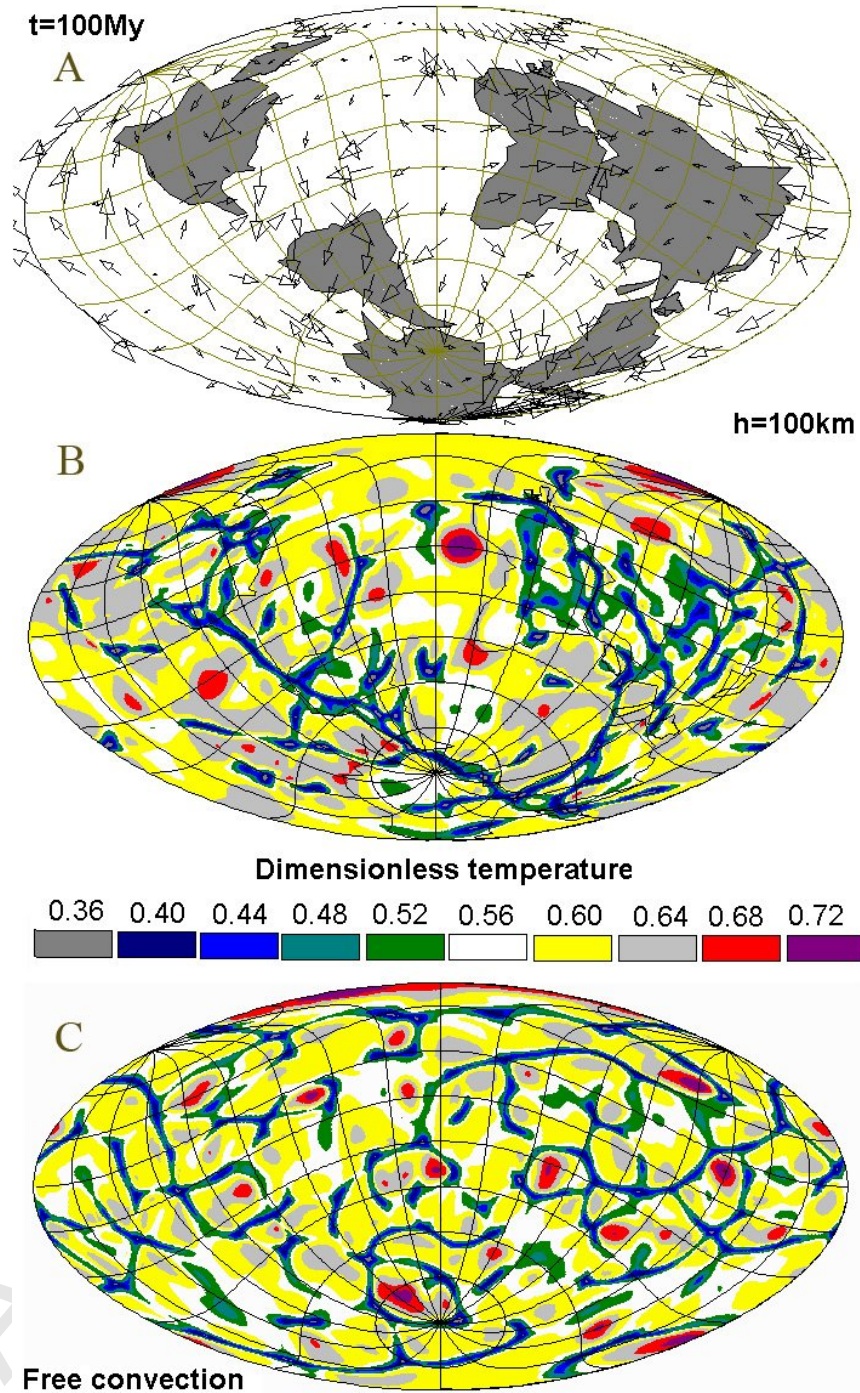 t=100My
A
h=100km
B
Dimensionless temperature
0.36 0.40 0.44 0.48 0.52 0.56 0.60 0.64 0.68 0.72
C
Free convection